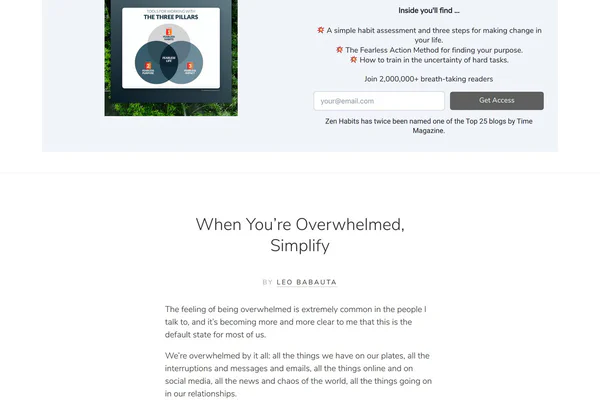 TOOLS FOR WORKING WITH
THE THREE PILLARS
FEARLESS
HABITS
FEARLESS
LIFE
FEARLESS
PURPOSE
FEARLESS
IMPACT
Inside you'll find ...
A simple habit assessment and three steps for making change in
your life.
The Fearless Action Method for finding your purpose.
How to train in the uncertainty of hard tasks.
Join 2,000,000+ breath-taking readers
your@email.com
Get Access
Zen Habits has twice been named one of the Top 25 blogs by Time
Magazine.
When You’re Overwhelmed,
Simplify
BY LEO BABAUTA
The feeling of being overwhelmed is extremely common in the people I
talk to, and it’s becoming more and more clear to me that this is the
default state for most of us.
We’re overwhelmed by it all: all the things we have on our plates, all the
interruptions and messages and emails, all the things online and on
social media, all the news and chaos of the world, all the things going on
in our relationships.